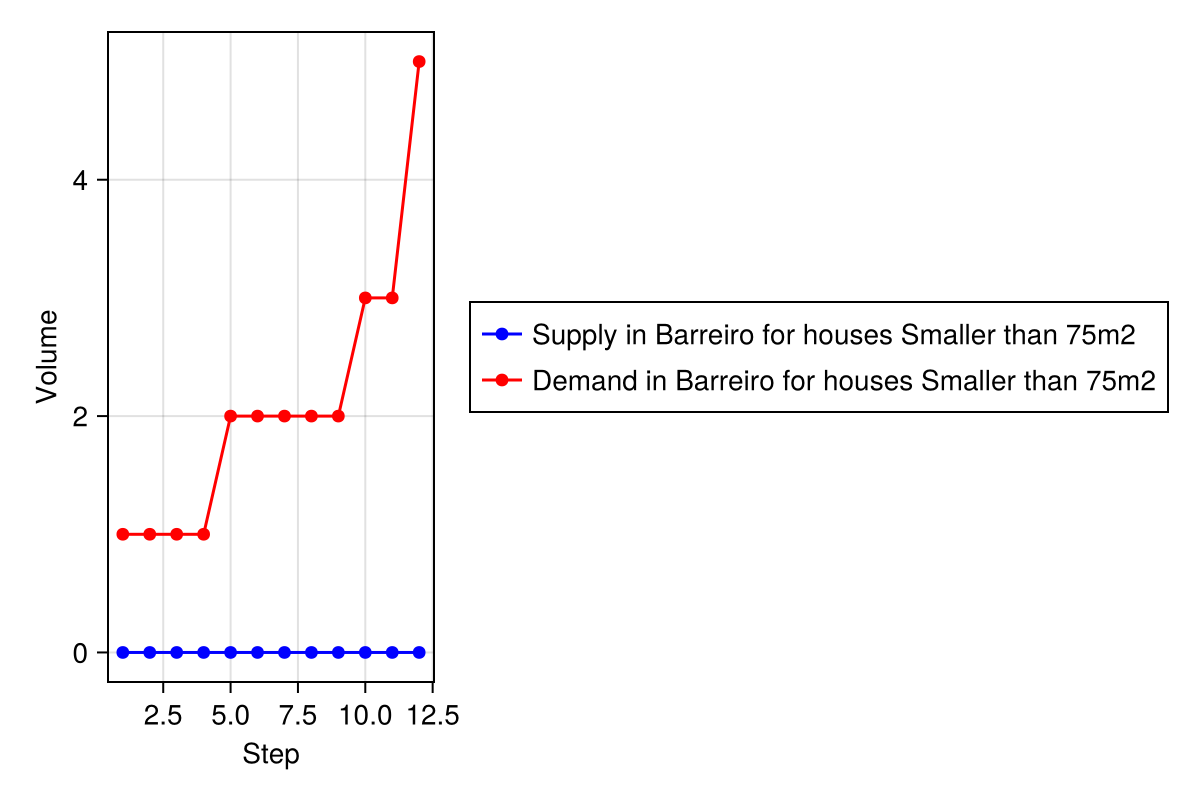 4
2
0
Volume
2.5 5.0 7.5 10.0 12.5
Step
Supply in Barreiro for houses Smaller than 75m2
Demand in Barreiro for houses Smaller than 75m2